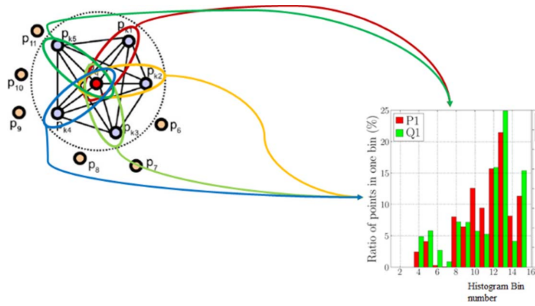 p11
pk5
pk1
p10
pk2
p9
pk4
pk3
p6
p8
p7
P1
Q1
Ratio of points in one bin (%)
25
20
15
10
5
0
2 4 6 8 10 12 14 16
Histogram Bin
number